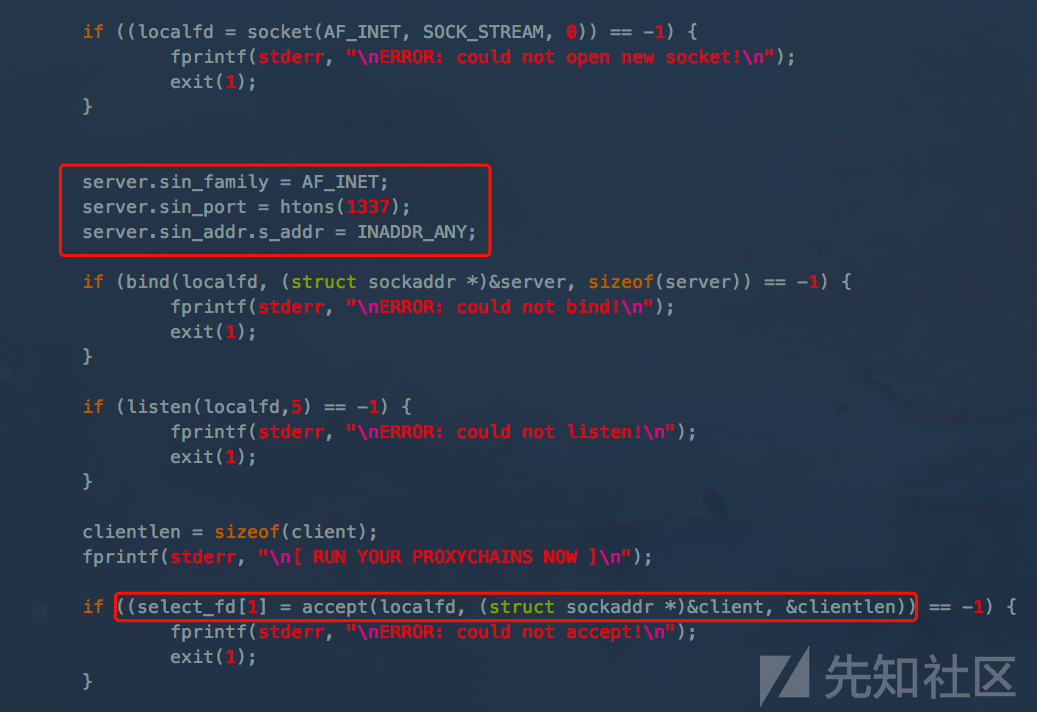 if ((localfd = socket(AF_INET, SOCK_STREAM, 0)) == -1) {
        fprintf(stderr, "\nERROR: could not open new socket!\n");
        exit(1);
}
server.sin_family = AF_INET;
server.sin_port = htons(1337);
server.sin_addr.s_addr = INADDR_ANY;
if (bind(localfd, (struct sockaddr *)&server, sizeof(server)) == -1) {
        fprintf(stderr, "\nERROR: could not bind!\n");
        exit(1);
}
if (listen(localfd,5) == -1) {
        fprintf(stderr, "\nERROR: could not listen!\n");
        exit(1);
}
clientlen = sizeof(client);
fprintf(stderr, "\n[ RUN YOUR PROXYCHAINS NOW ]\n");
if ((select_fd[1] = accept(localfd, (struct sockaddr *)&client, &clientlen)) == -1) {
        fprintf(stderr, "\nERROR: could not accept!\n");
        exit(1);
}
先知社区